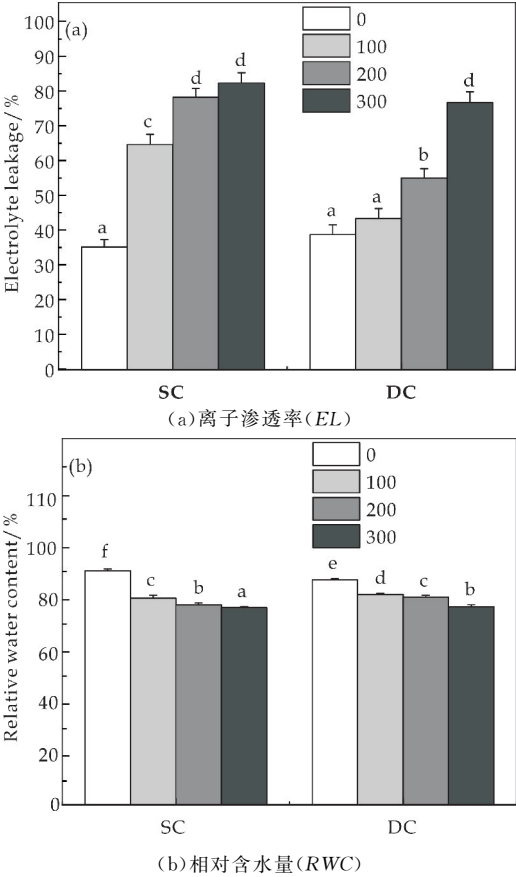 (a)
0
100
200
300
Electrolyte leakage/%
100
90
80
70
60
50
40
30
20
10
0
a
c
d
d
a
a
b
d
SC
DC
(a)离子渗透率(EL)
(b)
0
100
200
300
Relative water content/%
110
100
80
60
40
20
0
f
c
b
a
e
d
c
b
SC
DC
(b)相对含水量(RWC)